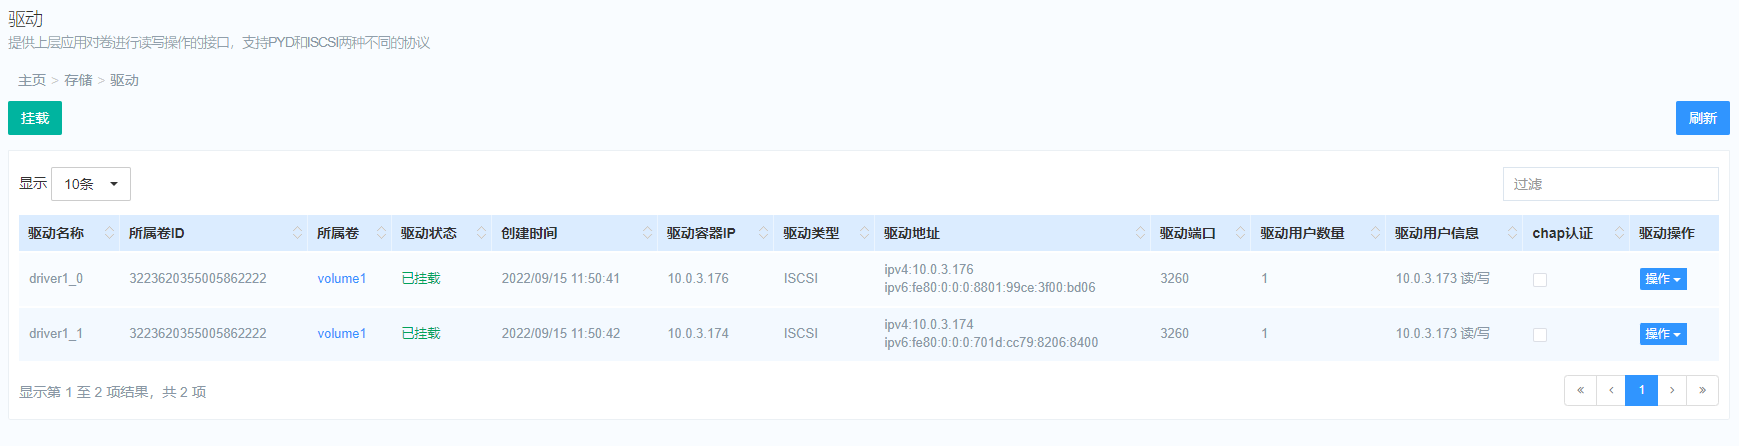 驱动
提供上层应用对卷进行读写操作的接口，支持PYD和ISCSI两种不同的协议
主页 > 存储 > 驱动
挂载
刷新
显示 10条
过滤
驱动名称 所属卷ID 所属卷 驱动状态 创建时间 驱动容器IP 驱动类型 驱动地址 驱动端口 驱动用户数量 驱动用户信息 chap认证 驱动操作
driver1_0 3223620355005862222 volume1 已挂载 2022/09/15 11:50:41 10.0.3.176 ISCSI ipv4:10.0.3.176 3260 1 10.0.3.173 读/写 操作
ipv6:fe80:0:0:0:8801:99ce:3f00:bd06
driver1_1 3223620355005862222 volume1 已挂载 2022/09/15 11:50:42 10.0.3.174 ISCSI ipv4:10.0.3.174 3260 1 10.0.3.173 读/写 操作
ipv6:fe80:0:0:0:701d:cc79:8206:8400
显示第 1 至 2 项结果，共 2 项
« ‹ 1 › »